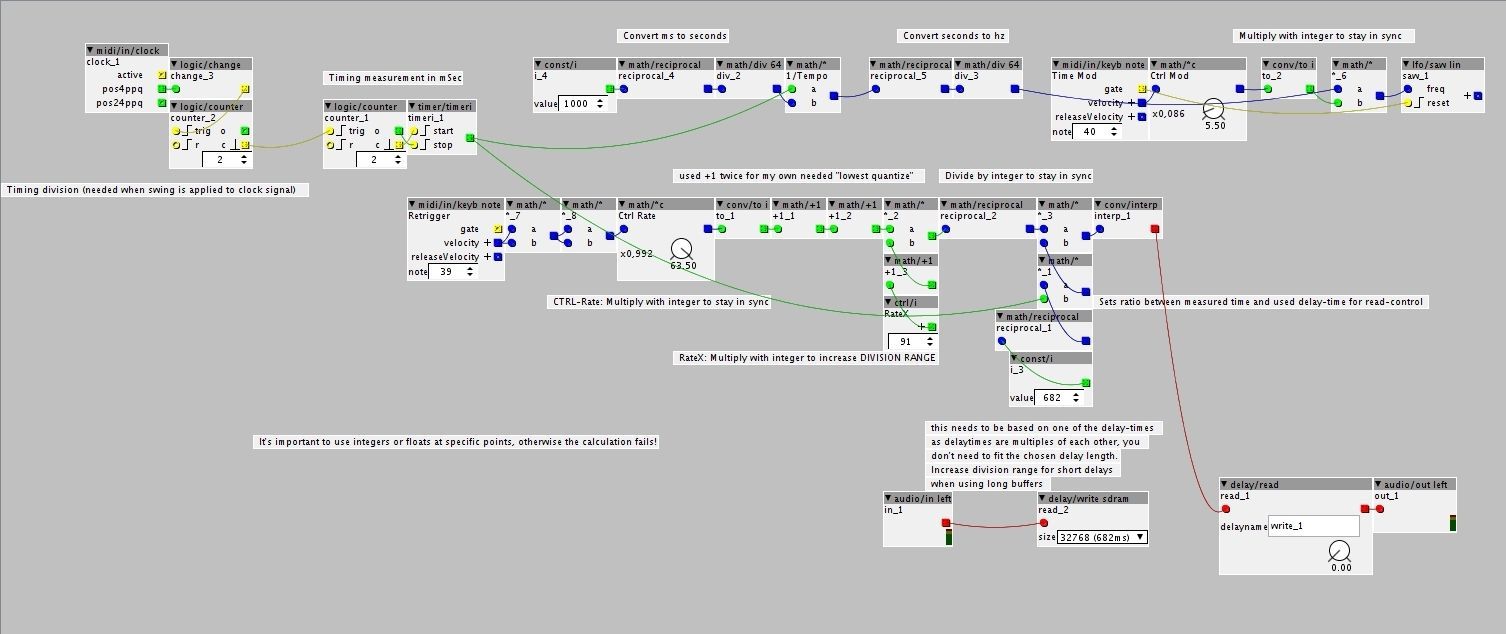 Convert ms to seconds
Convert seconds to hz
Multiply with integer to stay in sync
midi/in/clock
clock_1
active
pos4ppq
pos24ppq
logic/change
change_3
logic/counter
counter_2
trig o
r c
2
Timing measurement in mSec
logic/counter
counter_1
trig o
r c
2
timer/timeri
timeri_1
start
stop
const/i
i_4
value 1000
math/reciprocal
reciprocal_4
math/div 64
div_2
math/*
1/Tempo
a
b
math/reciprocal
reciprocal_5
math/div 64
div_3
midi/in/keyb note
Time Mod
gate
velocity +
releaseVelocity +
note 40
math/*c
Ctrl Mod
x0,086
5.50
conv/to i
to_2
math/*
*_6
a
b
lfo/saw lin
saw_1
freq
reset
+
Timing division (needed when swing is applied to clock signal)
used +1 twice for my own needed "lowest quantize"
Divide by integer to stay in sync
midi/in/keyb note
Retrigger
gate
velocity +
releaseVelocity +
note 39
math/*
*_7
a
b
math/*
*_8
a
b
math/*c
Ctrl Rate
x0,992
63.50
conv/to i
to_1
math/+1
+1_1
math/+1
+1_2
math/*
*_2
a
b
math/reciprocal
reciprocal_2
math/*
*_3
a
b
conv/interp
interp_1
math/+1
+1_3
ctrl/i
RateX
+
91
math/*
*_1
a
b
math/reciprocal
reciprocal_1
const/i
i_3
value 682
CTRL-Rate: Multiply with integer to stay in sync
Sets ratio between measured time and used delay-time for read-control
RateX: Multiply with integer to increase DIVISION RANGE
It's important to use integers or floats at specific points, otherwise the calculation fails!
this needs to be based on one of the delay-times
as delaytimes are multiples of each other, you
don't need to fit the chosen delay length.
Increase division range for short delays
when using long buffers
audio/in left
in_1
delay/write sdram
read_2
size 32768 (682ms)
delay/read
read_1
delayname write_1
0.00
audio/out left
out_1